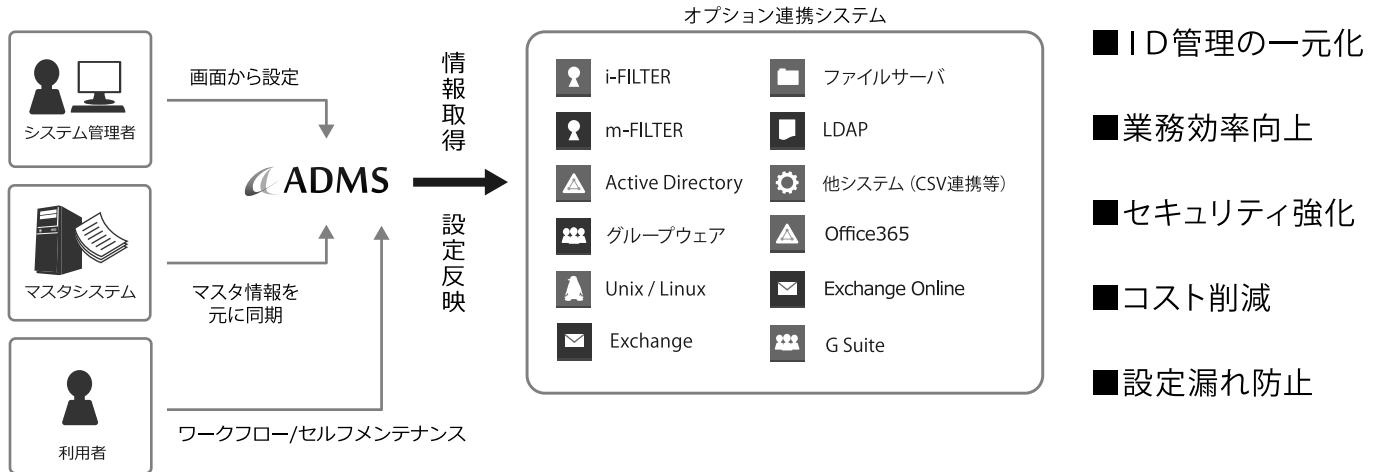 オプション連携システム
システム管理者
画面から設定
マスタシステム
マスタ情報を
元に同期
利用者
ワークフロー/セルフメンテナンス
ADMS
情報取得
設定反映
i-FILTER
m-FILTER
Active Directory
グループウェア
Unix / Linux
Exchange
ファイルサーバ
LDAP
他システム（CSV連携等）
Office365
Exchange Online
G Suite
■ＩＤ管理の一元化
■業務効率向上
■セキュリティ強化
■コスト削減
■設定漏れ防止